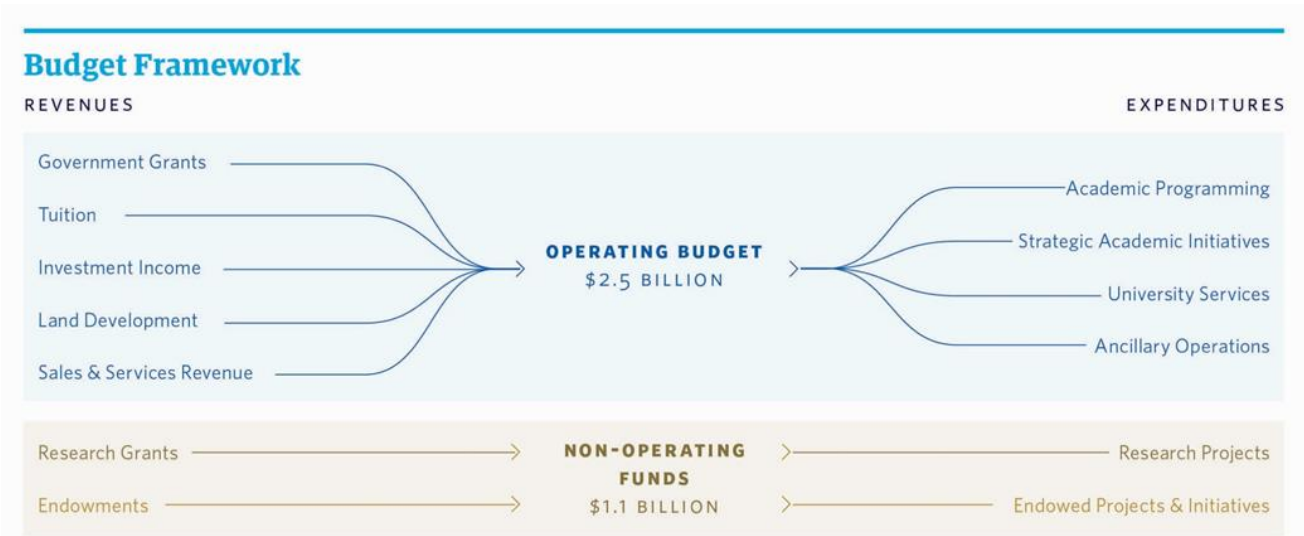 Budget Framework
REVENUES
EXPENDITURES
Government Grants
Tuition
Investment Income
Land Development
Sales & Services Revenue
OPERATING BUDGET
$2.5 BILLION
Academic Programming
Strategic Academic Initiatives
University Services
Ancillary Operations
Research Grants
Endowments
NON-OPERATING
FUNDS
$1.1 BILLION
Research Projects
Endowed Projects & Initiatives